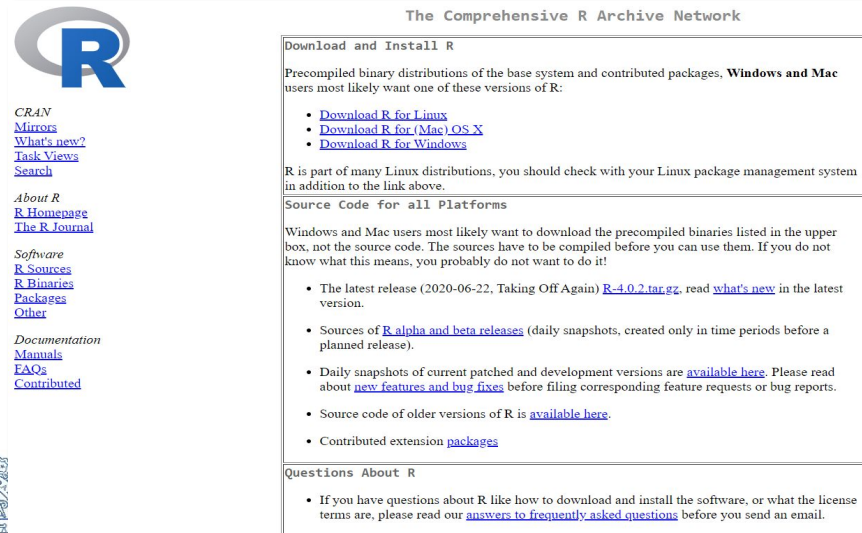 R
The Comprehensive R Archive Network
CRAN
Mirrors
What's new?
Task Views
Search
About R
R Homepage
The R Journal
Software
R Sources
R Binaries
Packages
Other
Documentation
Manuals
FAQs
Contributed
Download and Install R
Precompiled binary distributions of the base system and contributed packages, Windows and Mac
users most likely want one of these versions of R:
• Download R for Linux
• Download R for (Mac) OS X
• Download R for Windows
R is part of many Linux distributions, you should check with your Linux package management system
in addition to the link above.
Source Code for all Platforms
Windows and Mac users most likely want to download the precompiled binaries listed in the upper
box, not the source code. The sources have to be compiled before you can use them. If you do not
know what this means, you probably do not want to do it!
• The latest release (2020-06-22, Taking Off Again) R-4.0.2.tar.gz, read what's new in the latest
version.
• Sources of R alpha and beta releases (daily snapshots, created only in time periods before a
planned release).
• Daily snapshots of current patched and development versions are available here. Please read
about new features and bug fixes before filing corresponding feature requests or bug reports.
• Source code of older versions of R is available here.
• Contributed extension packages
Questions About R
• If you have questions about R like how to download and install the software, or what the license
terms are, please read our answers to frequently asked questions before you send an email.